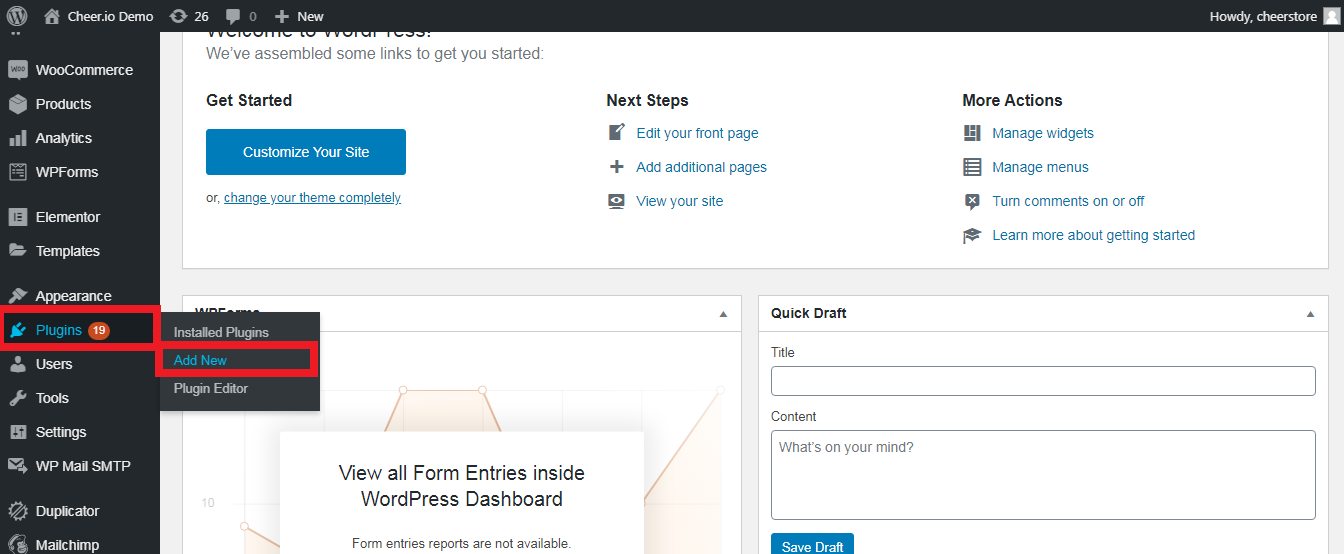 Cheer.io Demo 26 0 New Howdy, cheerstore
WooCommerce
Products
Analytics
WPForms
Elementor
Templates
Appearance
Plugins 19
Users
Tools
Settings
WP Mail SMTP
Duplicator
Mailchimp
Installed Plugins
Add New
Plugin Editor
Welcome to WordPress!
We've assembled some links to get you started:
Get Started
Customize Your Site
or, change your theme completely
Next Steps
Edit your front page
Add additional pages
View your site
More Actions
Manage widgets
Manage menus
Turn comments on or off
Learn more about getting started
WPForms
10
View all Form Entries inside
WordPress Dashboard
Form entries reports are not available.
Quick Draft
Title
Content
What's on your mind?
Save Draft